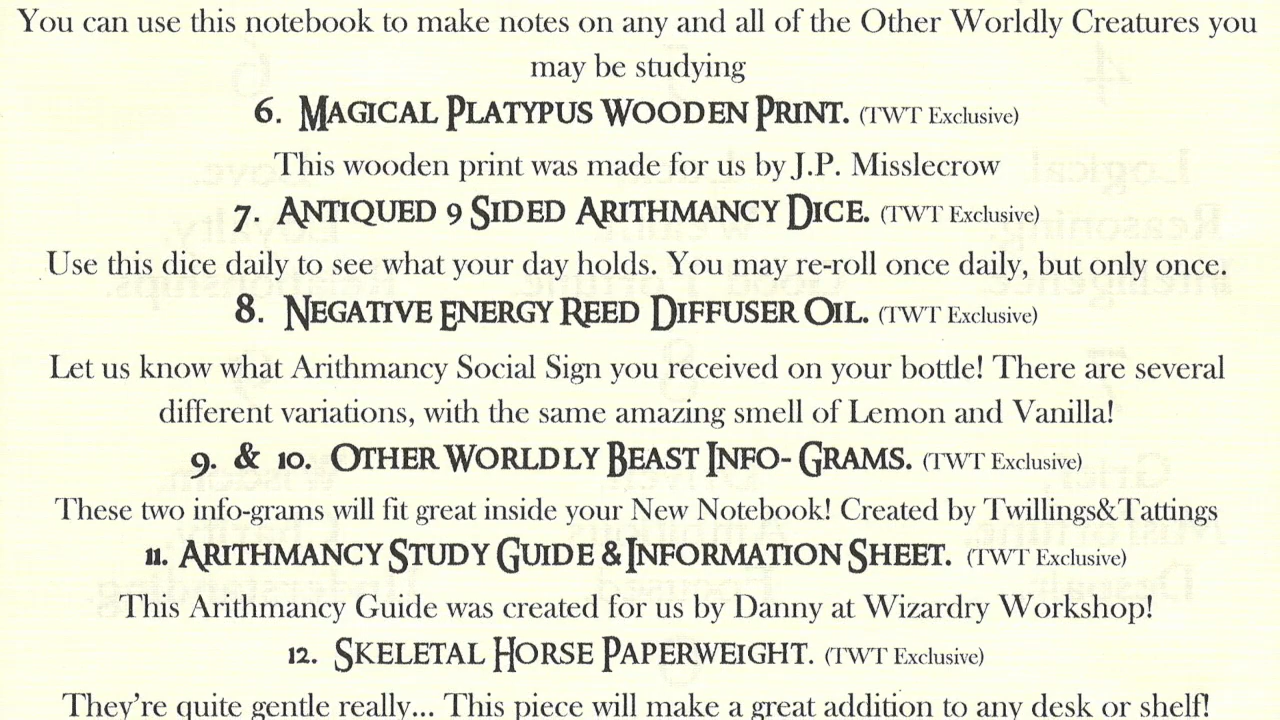 You can use this notebook to make notes on any and all of the Other Worldly Creatures you
may be studying
6. Magical Platypus Wooden Print. (TWT Exclusive)
This wooden print was made for us by J.P. Misslecrow
7. Antiqued 9 Sided Arithmancy Dice. (TWT Exclusive)
Use this dice daily to see what your day holds. You may re-roll once daily, but only once.
8. Negative Energy Reed Diffuser Oil. (TWT Exclusive)
Let us know what Arithmancy Social Sign you received on your bottle! There are several
different variations, with the same amazing smell of Lemon and Vanilla!
9. & 10. Other Worldly Beast Info- Grams. (TWT Exclusive)
These two info-grams will fit great inside your New Notebook! Created by Twillings&Tattings
11. Arithmancy Study Guide & Information Sheet. (TWT Exclusive)
This Arithmancy Guide was created for us by Danny at Wizardry Workshop!
12. Skeletal Horse Paperweight. (TWT Exclusive)
They're quite gentle really... This piece will make a great addition to any desk or shelf!